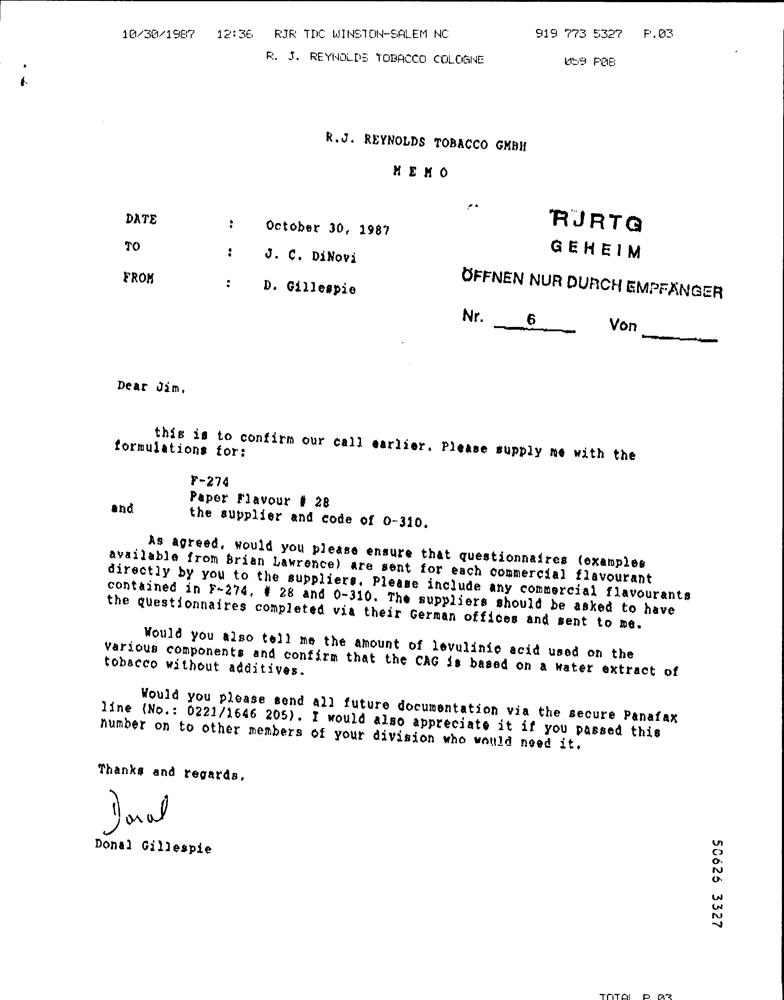 10/30/1987 12:36 RJR TDC WINSTON-SALEM NC 919 773 5327 P.03
R. J. REYNOLDS TOBACCO COLOGNE 059 P08
R.J. REYNOLDS TOBACCO GMBH
M E M O
DATE : October 30, 1987
TO : J. C. DiNovi
FROM : D. Gillespie
RJRTG
GEHEIM
ÖFFNEN NUR DURCH EMPFÄNGER
Nr. 6 Von
Dear Jim,
this is to confirm our call earlier. Please supply me with the
formulations for:
F-274
Paper Flavour # 28
and the supplier and code of O-310.
As agreed, would you please ensure that questionnaires (examples
available from Brian Lawrence) are sent for each commercial flavourant
directly by you to the suppliers. Please include any commercial flavourants
contained in F-274, # 28 and O-310. The suppliers should be asked to have
the questionnaires completed via their German offices and sent to me.
Would you also tell me the amount of levulinic acid used on the
various components and confirm that the CAG is based on a water extract of
tobacco without additives.
Would you please send all future documentation via the secure Panafax
line (No.: 0221/1646 205). I would also appreciate it if you passed this
number on to other members of your division who would need it.
Thanks and regards,
Donal
Donal Gillespie
50626 3327
TOTAL P.03